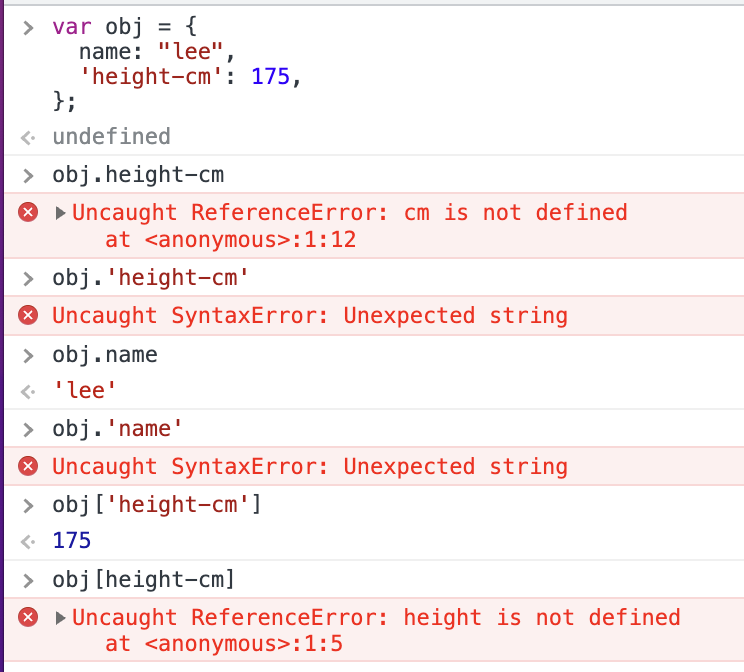 var obj = {
name: "lee",
'height-cm': 175,
};
undefined
obj.height-cm
Uncaught ReferenceError: cm is not defined
at <anonymous>:1:12
obj.'height-cm'
Uncaught SyntaxError: Unexpected string
obj.name
'lee'
obj.'name'
Uncaught SyntaxError: Unexpected string
obj['height-cm']
175
obj[height-cm]
Uncaught ReferenceError: height is not defined
at <anonymous>:1:5